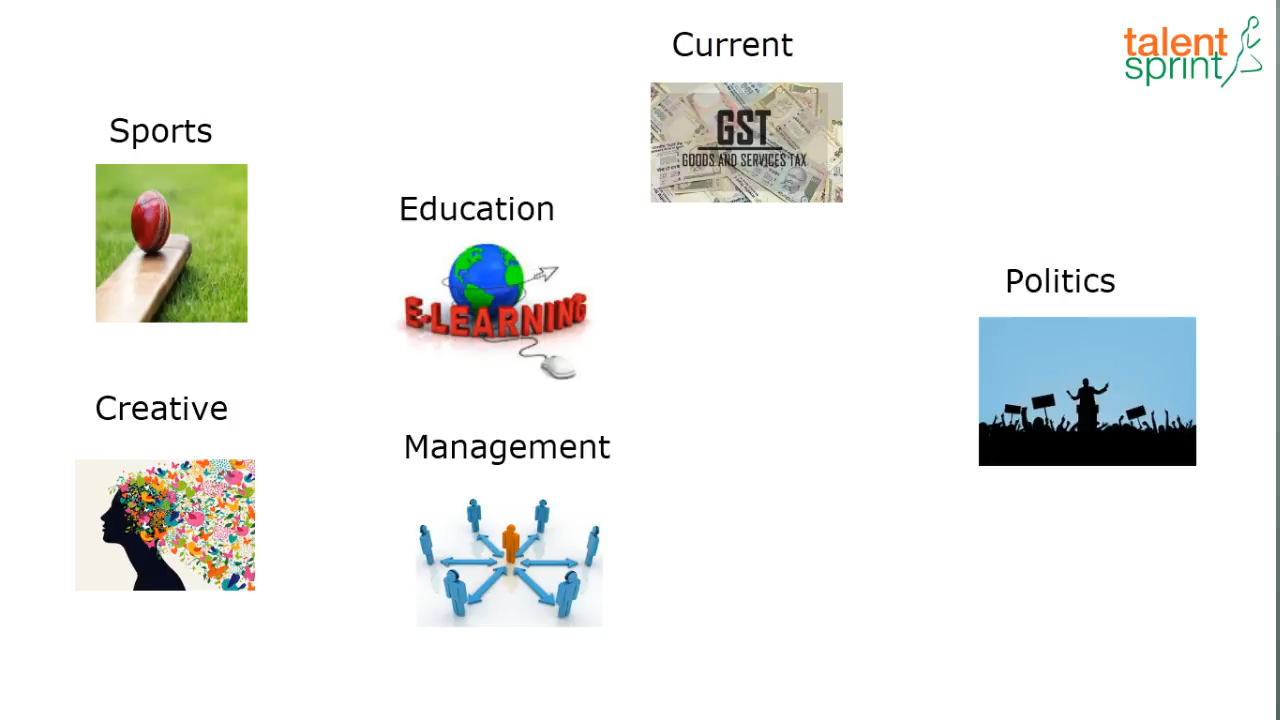 Current
talent
sprint
Sports
GST
GOODS AND SERVICES TAX
Education
E-LEARNING
Politics
Creative
Management